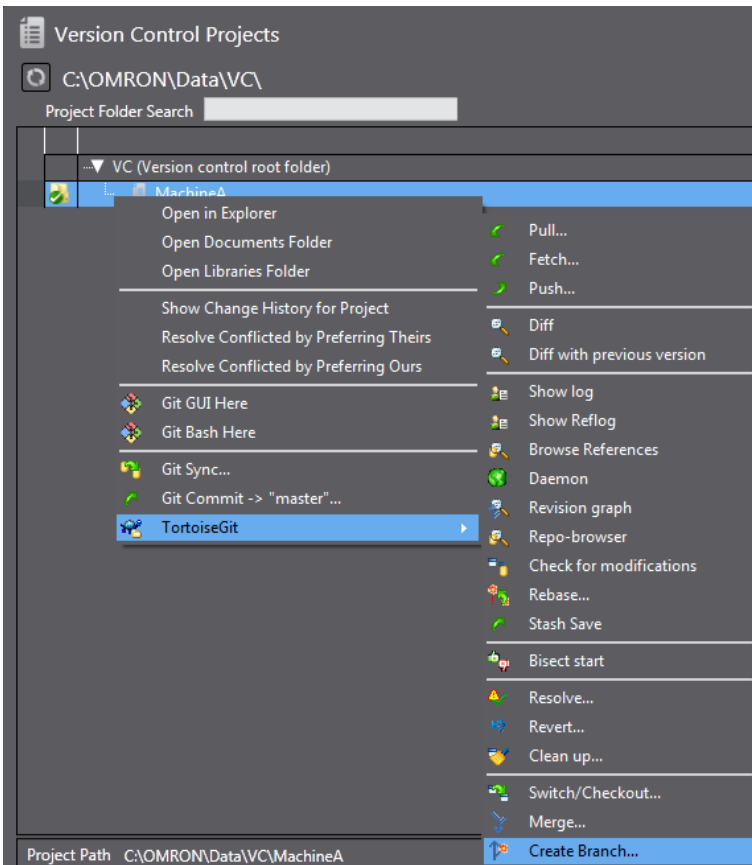 Version Control Projects
C:\OMRON\Data\VC\
Project Folder Search
VC (Version control root folder)
MachineA
Open in Explorer
Open Documents Folder
Open Libraries Folder
Show Change History for Project
Resolve Conflicted by Preferring Theirs
Resolve Conflicted by Preferring Ours
Git GUI Here
Git Bash Here
Git Sync...
Git Commit -> "master"...
TortoiseGit
Pull...
Fetch...
Push...
Diff
Diff with previous version
Show log
Show Reflog
Browse References
Daemon
Revision graph
Repo-browser
Check for modifications
Rebase...
Stash Save
Bisect start
Resolve...
Revert...
Clean up...
Switch/Checkout...
Merge...
Create Branch...
Project Path C:\OMRON\Data\VC\MachineA